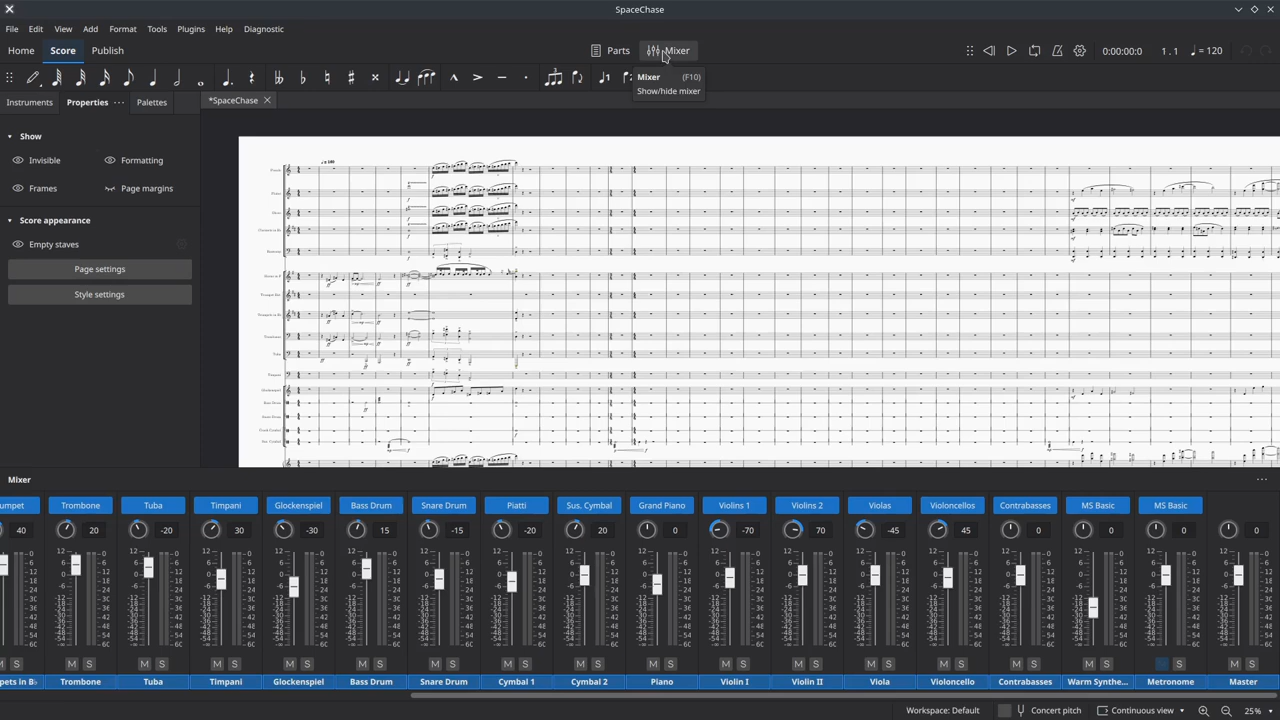 SpaceChase
File Edit View Add Format Tools Plugins Help Diagnostic
Home Score Publish Parts Mixer 0:00:00:0 1 . 1 = 120
Mixer (F10)
Show/hide mixer
Instruments Properties Palettes *SpaceChase
Show
Invisible Formatting
Frames Page margins
Score appearance
Empty staves
Page settings
Style settings
Mixer
umpet Trombone Tuba Timpani Glockenspiel Bass Drum Snare Drum Piatti Sus. Cymbal Grand Piano Violins 1 Violins 2 Violas Violoncellos Contrabasses MS Basic MS Basic
40 20 -20 30 -30 15 -15 -20 20 0 -70 70 -45 45 0 0 0 0
M S M S M S M S M S M S M S M S M S M S M S M S M S M S M S M S S M S
pets in B♭ Trombone Tuba Timpani Glockenspiel Bass Drum Snare Drum Cymbal 1 Cymbal 2 Piano Violin I Violin II Viola Violoncello Contrabasses Warm Synthe... Metronome Master
Workspace: Default Concert pitch Continuous view 25%